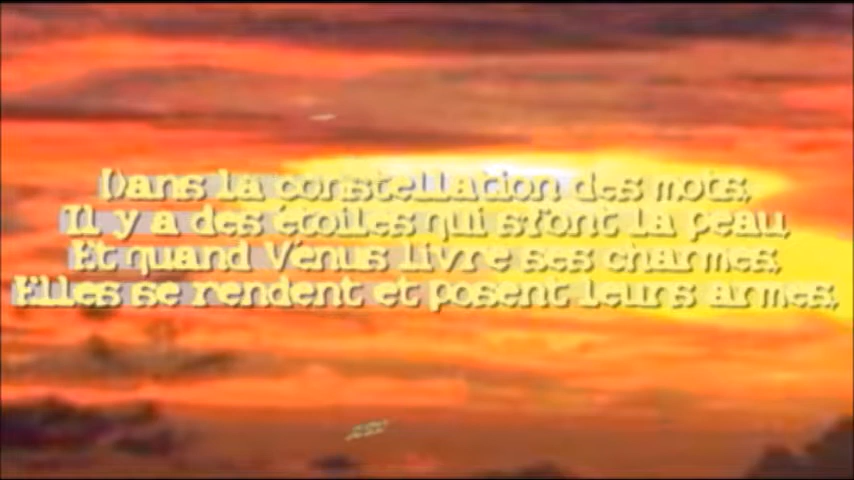 Dans la constellation des mots,
Il y a des étoiles qui s'font la peau,
Et quand Vénus livre ses charmes,
Elles se rendent et posent leurs armes,